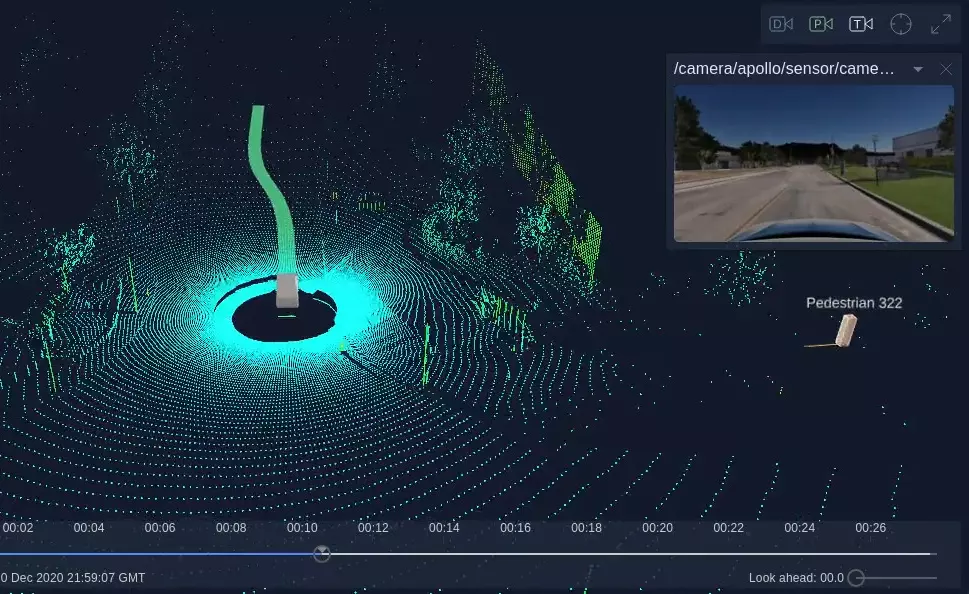 D P T
/camera/apollo/sensor/came…
Pedestrian 322
00:02 00:04 00:06 00:08 00:10 00:12 00:14 00:16 00:18 00:20 00:22 00:24 00:26
0 Dec 2020 21:59:07 GMT
Look ahead: 00.0